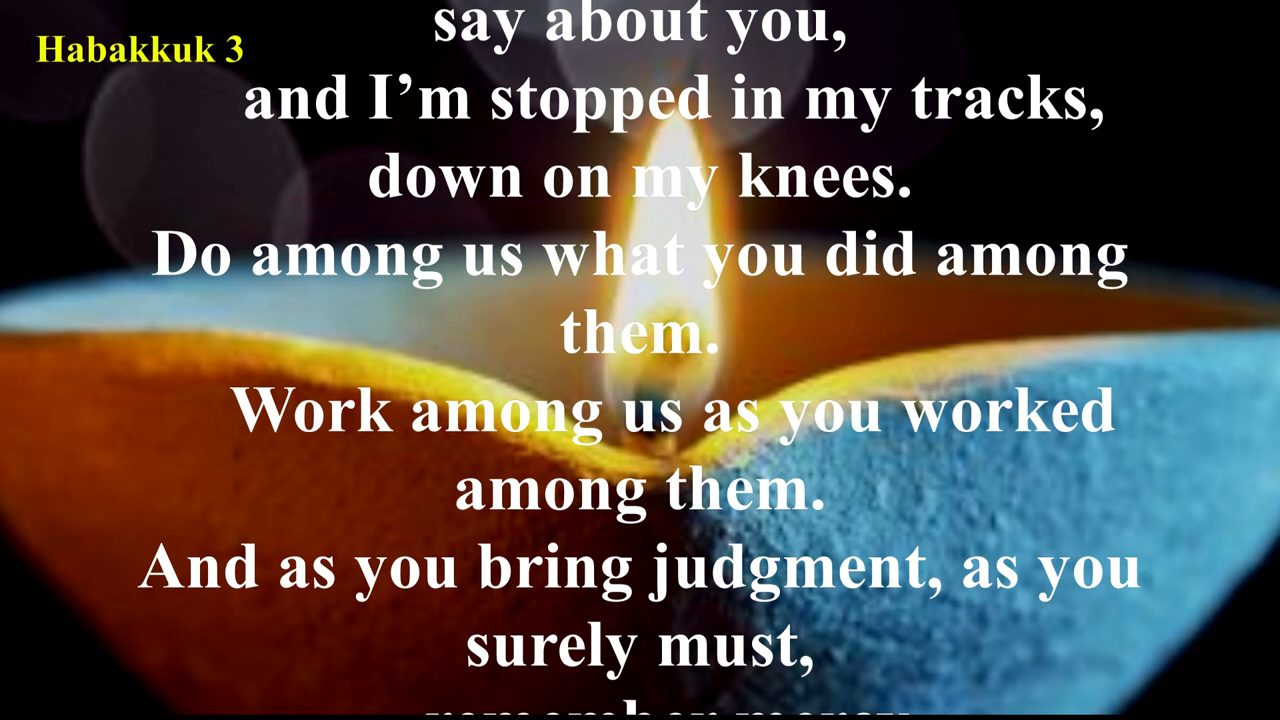 Habakkuk 3
say about you,
and I’m stopped in my tracks,
down on my knees.
Do among us what you did among
them.
Work among us as you worked
among them.
And as you bring judgment, as you
surely must,
remember mercy